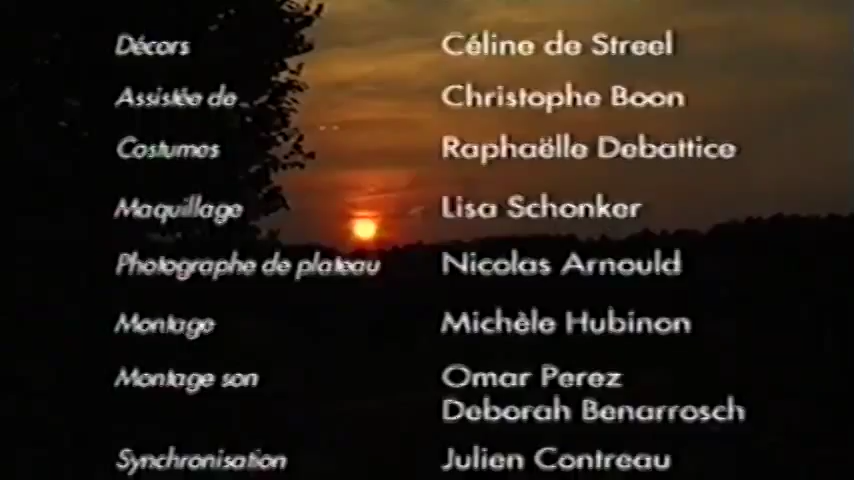 Décors Céline de Streel
Assistée de Christophe Boon
Costumes Raphaëlle Debattice
Maquillage Lisa Schonker
Photographe de plateau Nicolas Arnould
Montage Michèle Hubinon
Montage son Omar Perez
Deborah Benarrosch
Synchronisation Julien Contreau